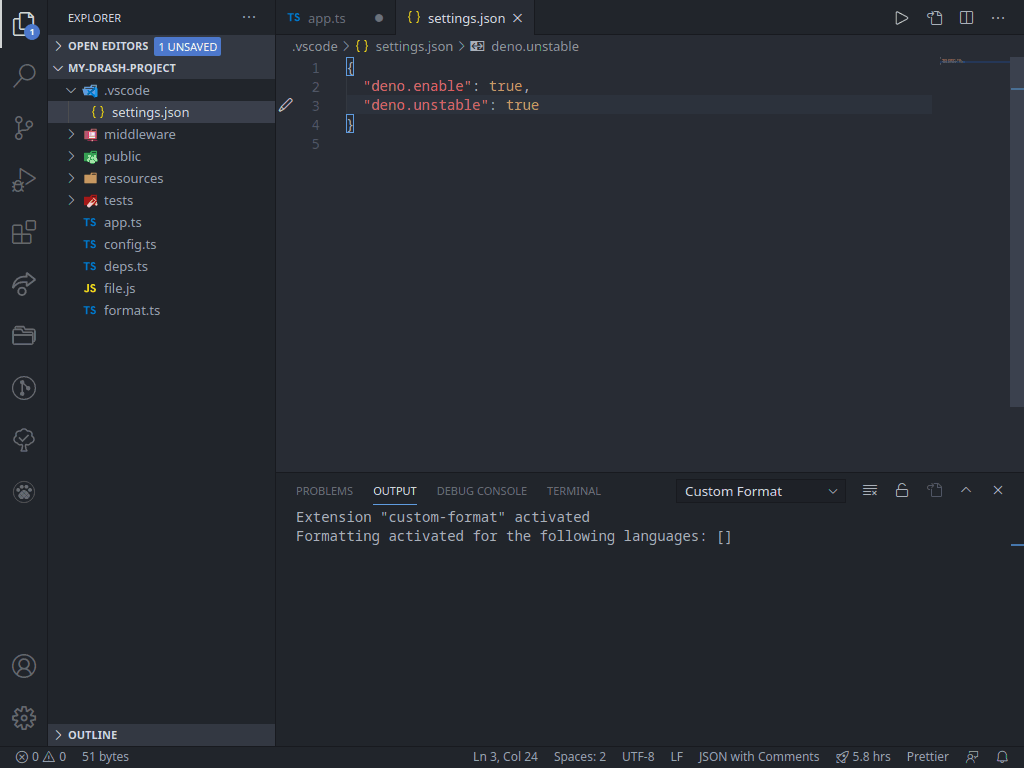 EXPLORER
OPEN EDITORS 1 UNSAVED
MY-DRASH-PROJECT
.vscode
{ } settings.json
middleware
public
resources
tests
TS app.ts
TS config.ts
TS deps.ts
JS file.js
TS format.ts
OUTLINE
1
TS app.ts
{ } settings.json
.vscode > { } settings.json > deno.unstable
1 {
2 "deno.enable": true,
3 "deno.unstable": true
4 }
5
PROBLEMS OUTPUT DEBUG CONSOLE TERMINAL Custom Format
Extension "custom-format" activated
Formatting activated for the following languages: []
0 0 51 bytes Ln 3, Col 24 Spaces: 2 UTF-8 LF JSON with Comments 5.8 hrs Prettier